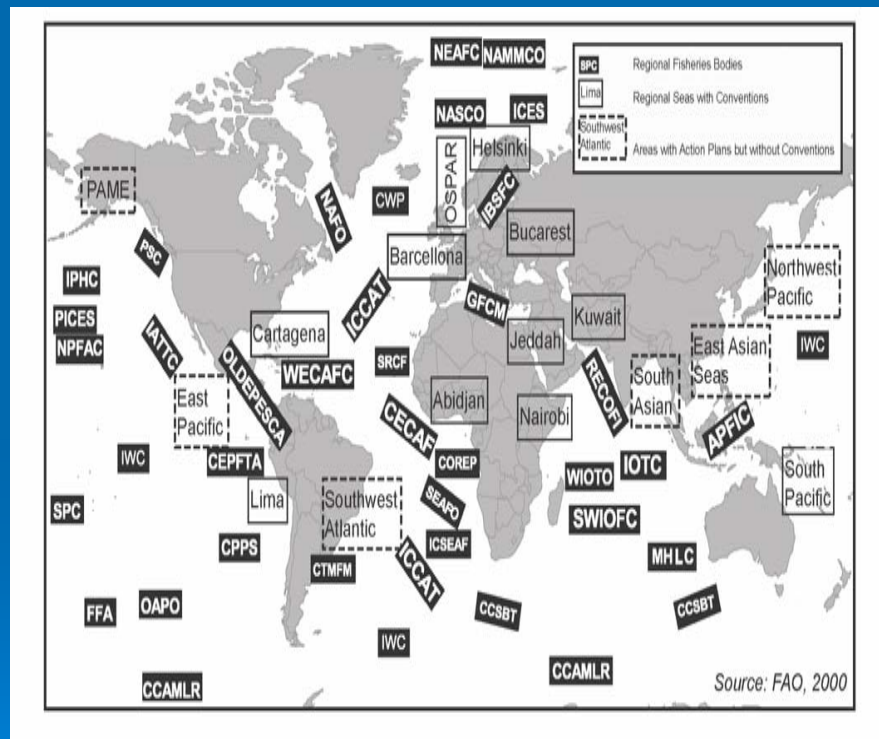 NEAFC NAMMCO
SPC Regional Fisheries Bodies
Lima Regional Seas with Conventions
Southwest
Atlantic Areas with Action Plans but without Conventions
NASCO ICES
OSPAR
Helsinki
PAME
NAFO
CWP
IBSFC
Bucarest
PSC
Barcellona
IPHC
Northwest
Pacific
ICCAT
GFCM
Kuwait
PICES
Cartagena
Jeddah
NPFAC
IATTC
East Asian
Seas
IWC
OLDEPESCA
WECAFC
SRCF
RECOFI
South
Asian
East
Pacific
Abidjan
Nairobi
CECAF
APFIC
IWC
CEPFTA
COREP
WIOTO
IOTC
South
Pacific
SPC
Lima
Southwest
Atlantic
SEAFO
SWIOFC
CPPS
ICSEAF
CTMFM
ICCAT
MHLC
FFA
OAPO
CCSBT
CCSBT
IWC
CCAMLR
CCAMLR
Source: FAO, 2000